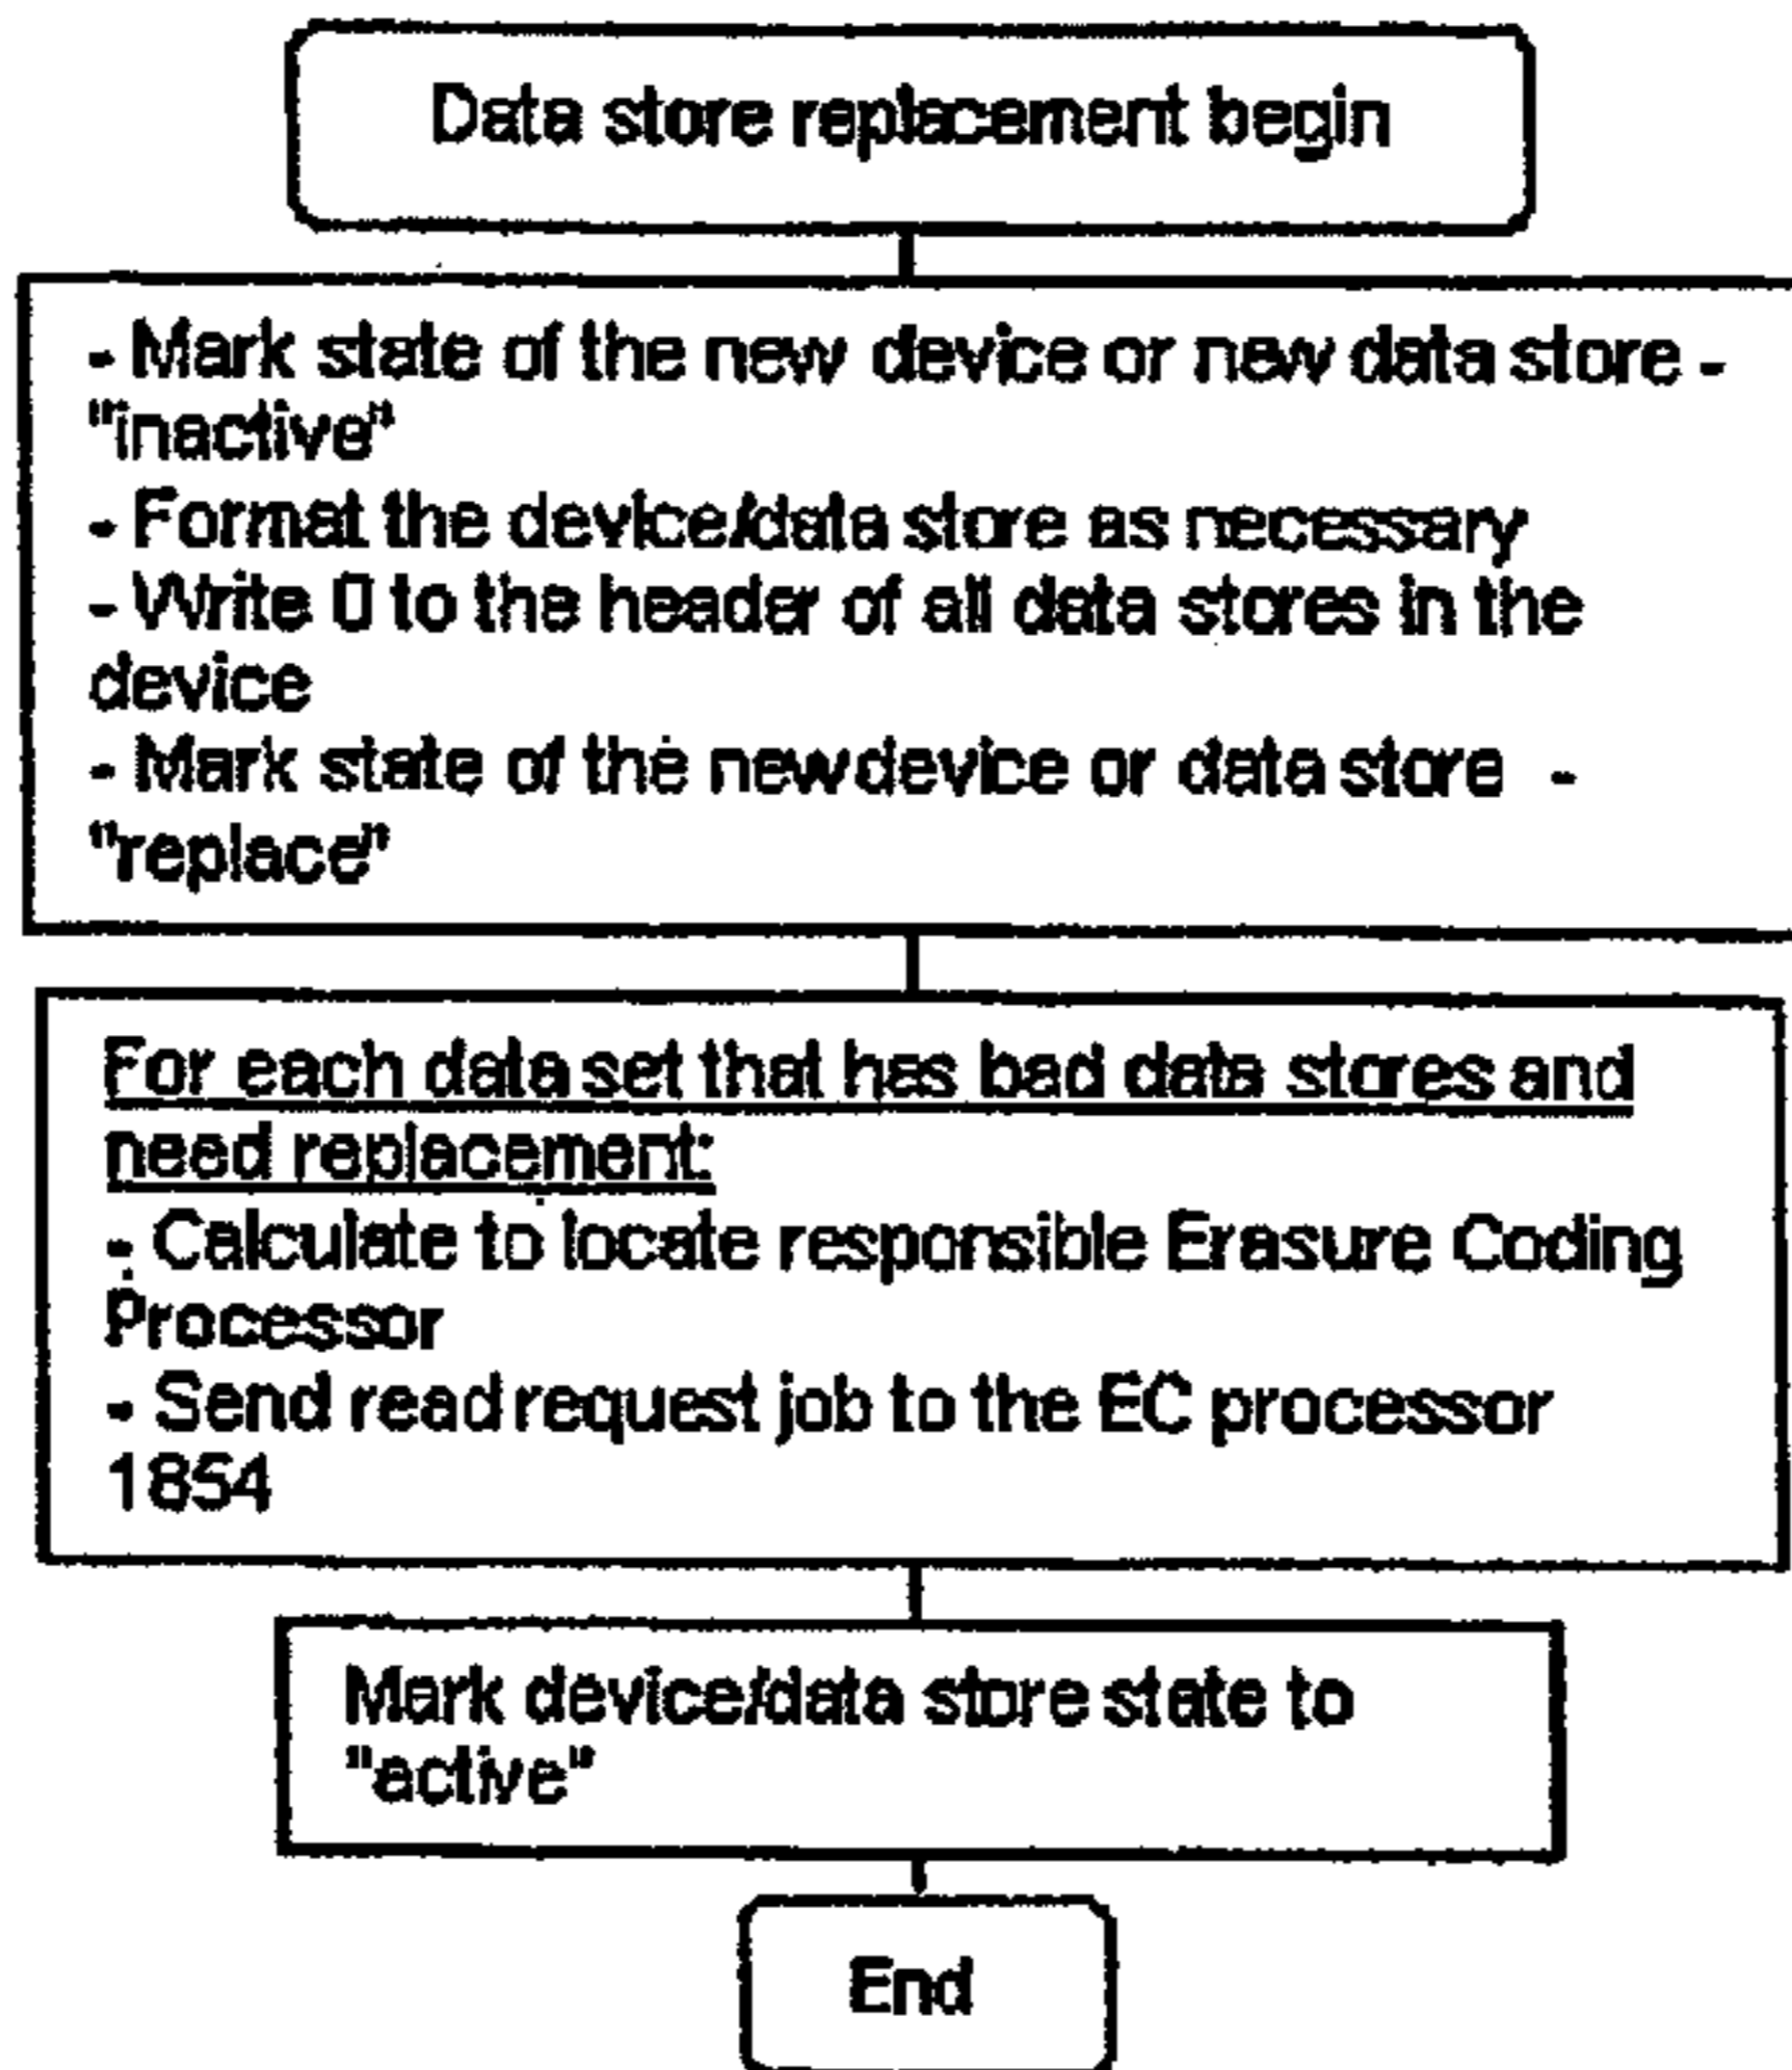 Data store replacement begin
- Mark state of the new device or new data store -
"inactive"
- Format the device/data store as necessary
- Write 0 to the header of all data stores in the
device
- Mark state of the new device or data store -
"replace"
For each data set that has bad data stores and
need replacement:
- Calculate to locate responsible Erasure Coding
Processor
- Send read request job to the EC processor
1854
Mark device/data store state to
"active"
End